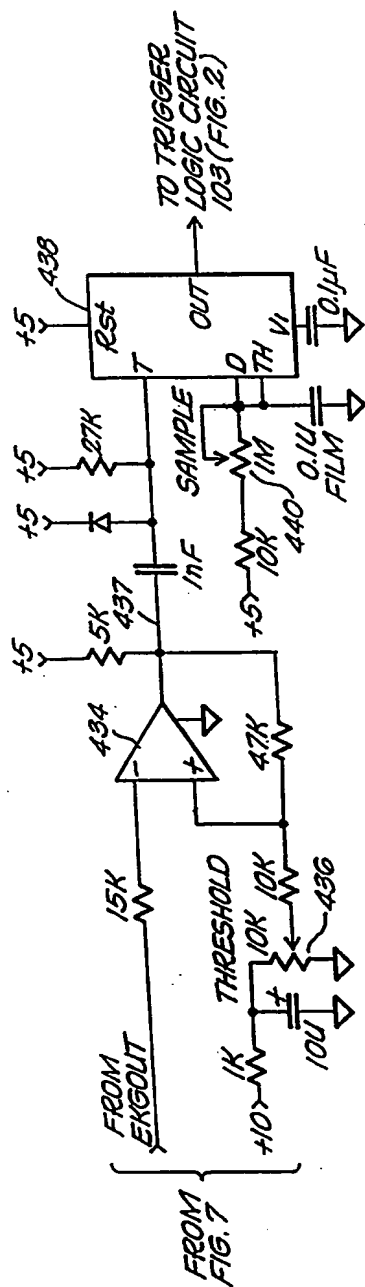 FROM
FIG. 7
FROM
EKGOUT
15K
434
−
+
+5
5K
437
1nF
+5
+5
27K
+5
438
Rst
T
OUT
D
TH
V1
0.1µF
TO TRIGGER
LOGIC CIRCUIT
103 (FIG. 2)
SAMPLE
1M
440
10K
+5
0.1U
FILM
47K
10K
THRESHOLD
10K
436
+
10U
1K
+10